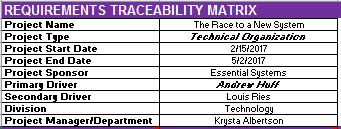 REQUIREMENTS TRACEABILITY MATRIX
Project Name The Race to a New System
Project Type Technical Organization
Project Start Date 2/15/2017
Project End Date 5/2/2017
Project Sponsor Essential Systems
Primary Driver Andrew Huff
Secondary Driver Louis Ries
Division Technology
Project Manager/Department Krysta Albertson